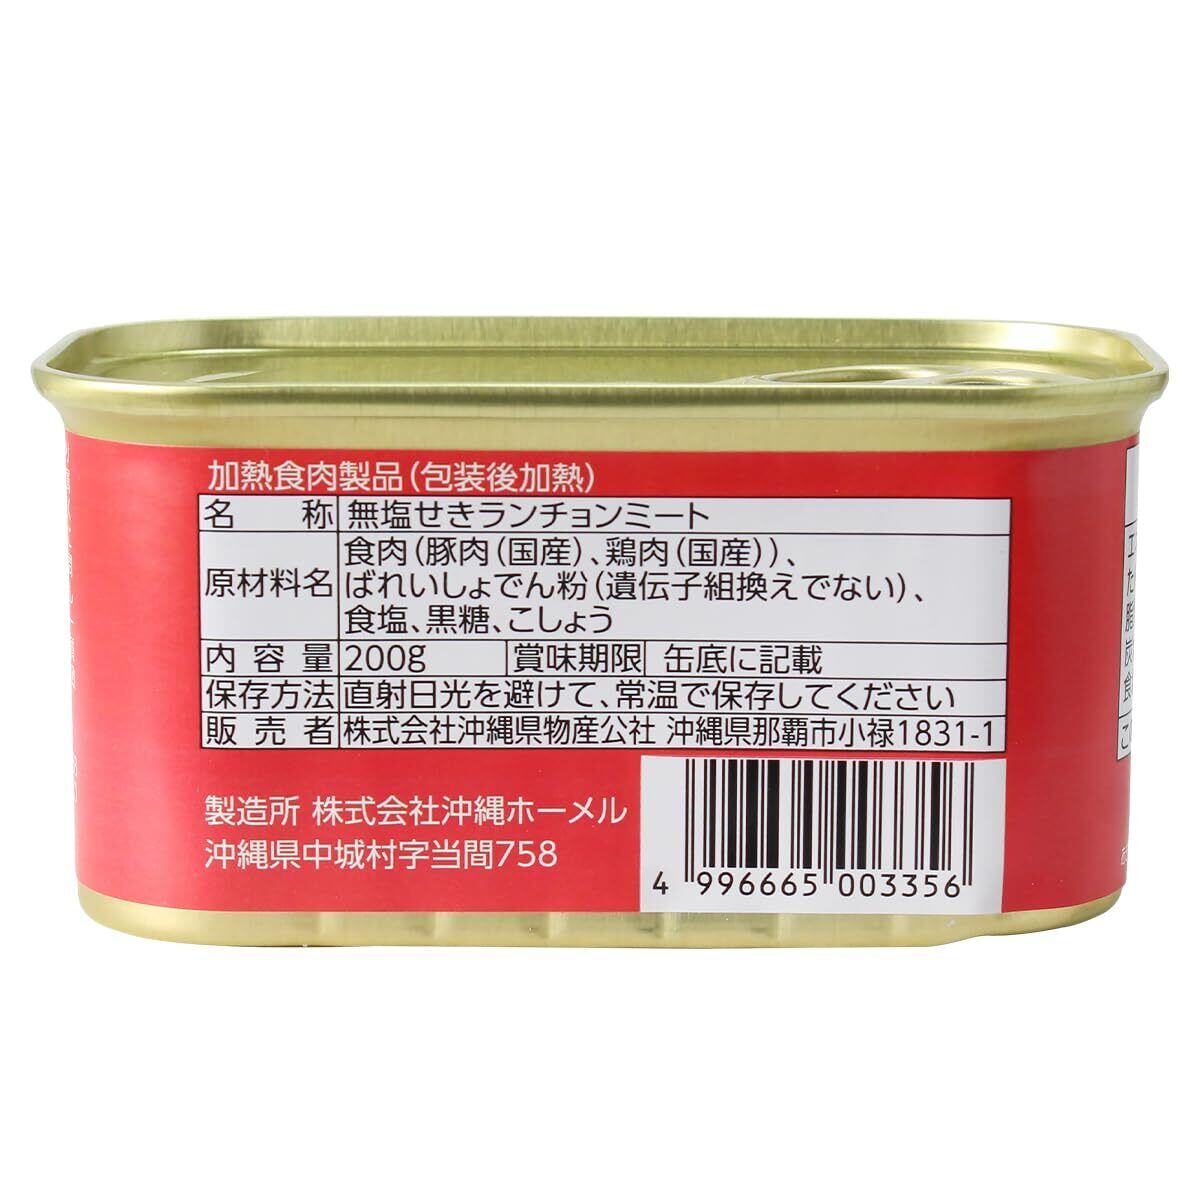 加熱食肉製品(包装後加熱)
名称 無塩せきランチョンミート
原材料名 食肉(豚肉(国産)、鶏肉(国産))、
ばれいしょでん粉(遺伝子組換えでない)、
食塩、黒糖、こしょう
内容量 200g 賞味期限 缶底に記載
保存方法 直射日光を避けて、常温で保存してください
販売者 株式会社沖縄県物産公社 沖縄県那覇市小禄1831-1
製造所 株式会社沖縄ホーメル
沖縄県中城村字当間758
4 996665 003356
エ
た
脂
炭
食
こ